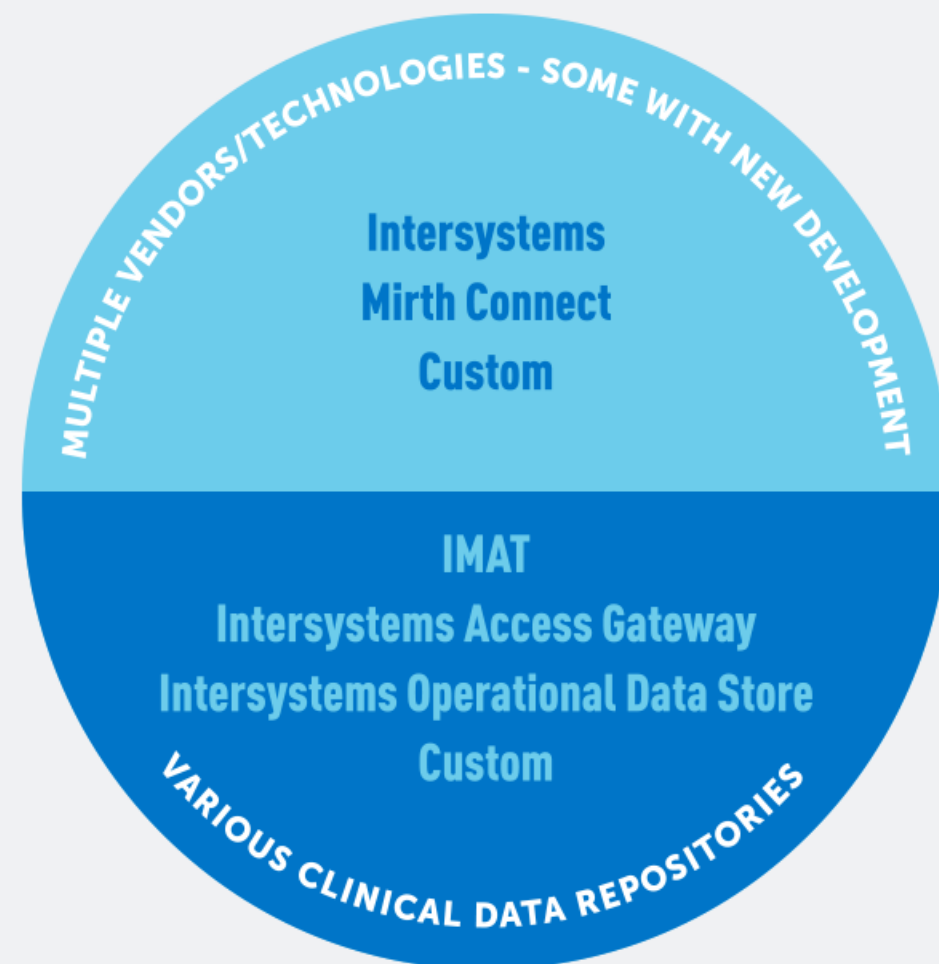 MULTIPLE VENDORS/TECHNOLOGIES - SOME WITH NEW DEVELOPMENT
Intersystems
Mirth Connect
Custom
IMAT
Intersystems Access Gateway
Intersystems Operational Data Store
Custom
VARIOUS CLINICAL DATA REPOSITORIES